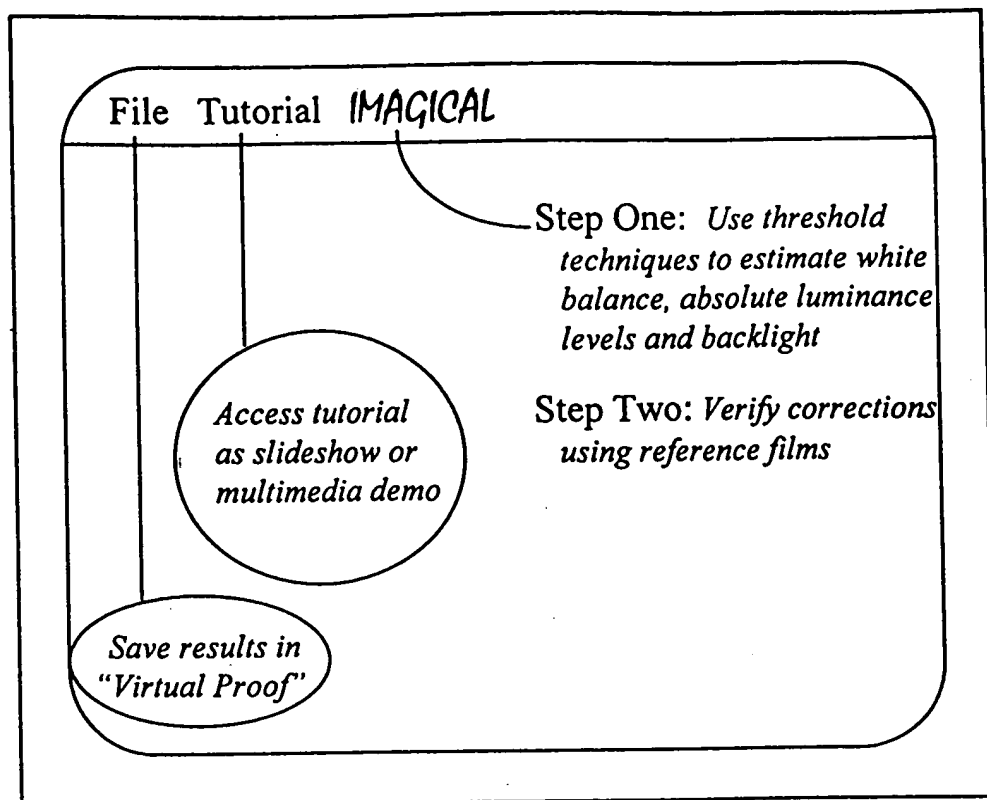 File Tutorial IMAGICAL
Step One: Use threshold
techniques to estimate white
balance, absolute luminance
levels and backlight
Step Two: Verify corrections
using reference films
Access tutorial
as slideshow or
multimedia demo
Save results in
"Virtual Proof"